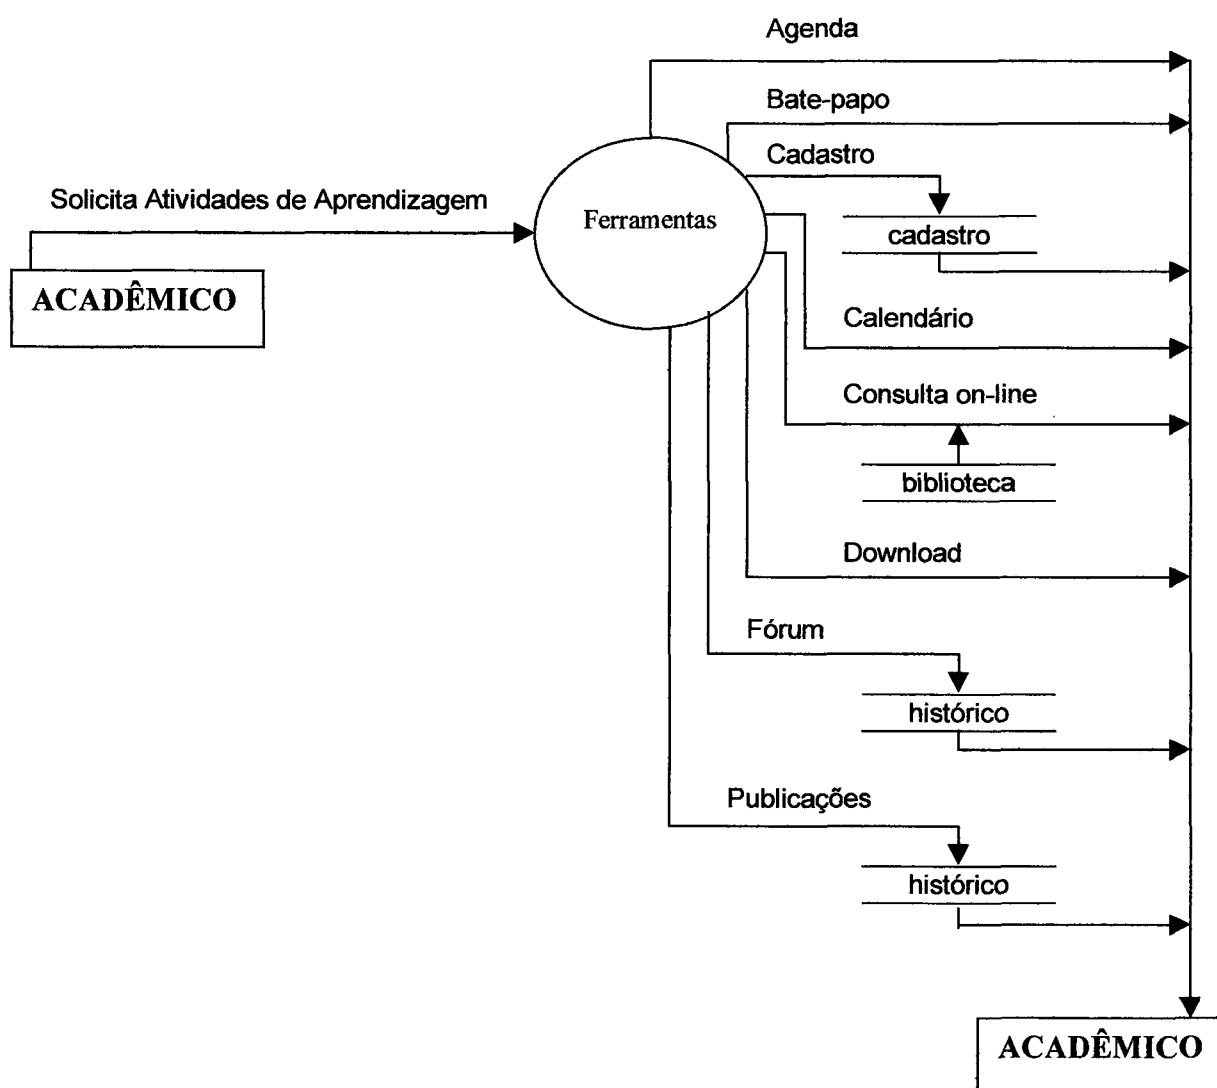 Agenda
Bate-papo
Cadastro
Solicita Atividades de Aprendizagem
Ferramentas
cadastro
ACADÊMICO
Calendário
Consulta on-line
biblioteca
Download
Fórum
histórico
Publicações
histórico
ACADÊMICO